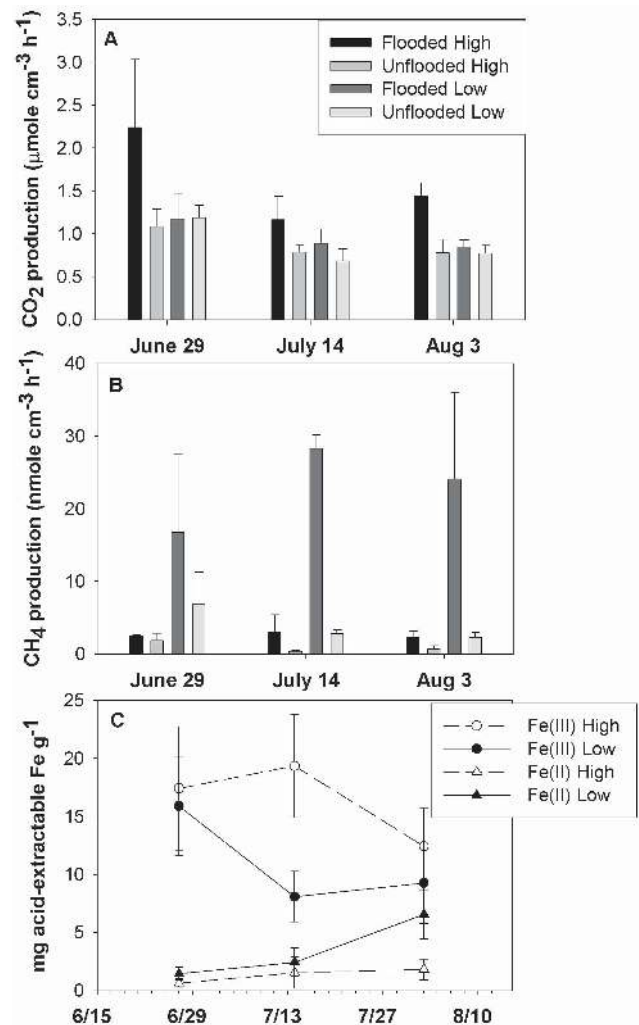 A
Flooded High
Unflooded High
Flooded Low
Unflooded Low
CO2 production (μmole cm-3 h-1)
3.5
3.0
2.5
2.0
1.5
1.0
0.5
0.0
June 29 July 14 Aug 3
B
CH4 production (nmole cm-3 h-1)
40
30
20
10
0
June 29 July 14 Aug 3
C
Fe(III) High
Fe(III) Low
Fe(II) High
Fe(II) Low
mg acid-extractable Fe g-1
25
20
15
10
5
0
6/15 6/29 7/13 7/27 8/10